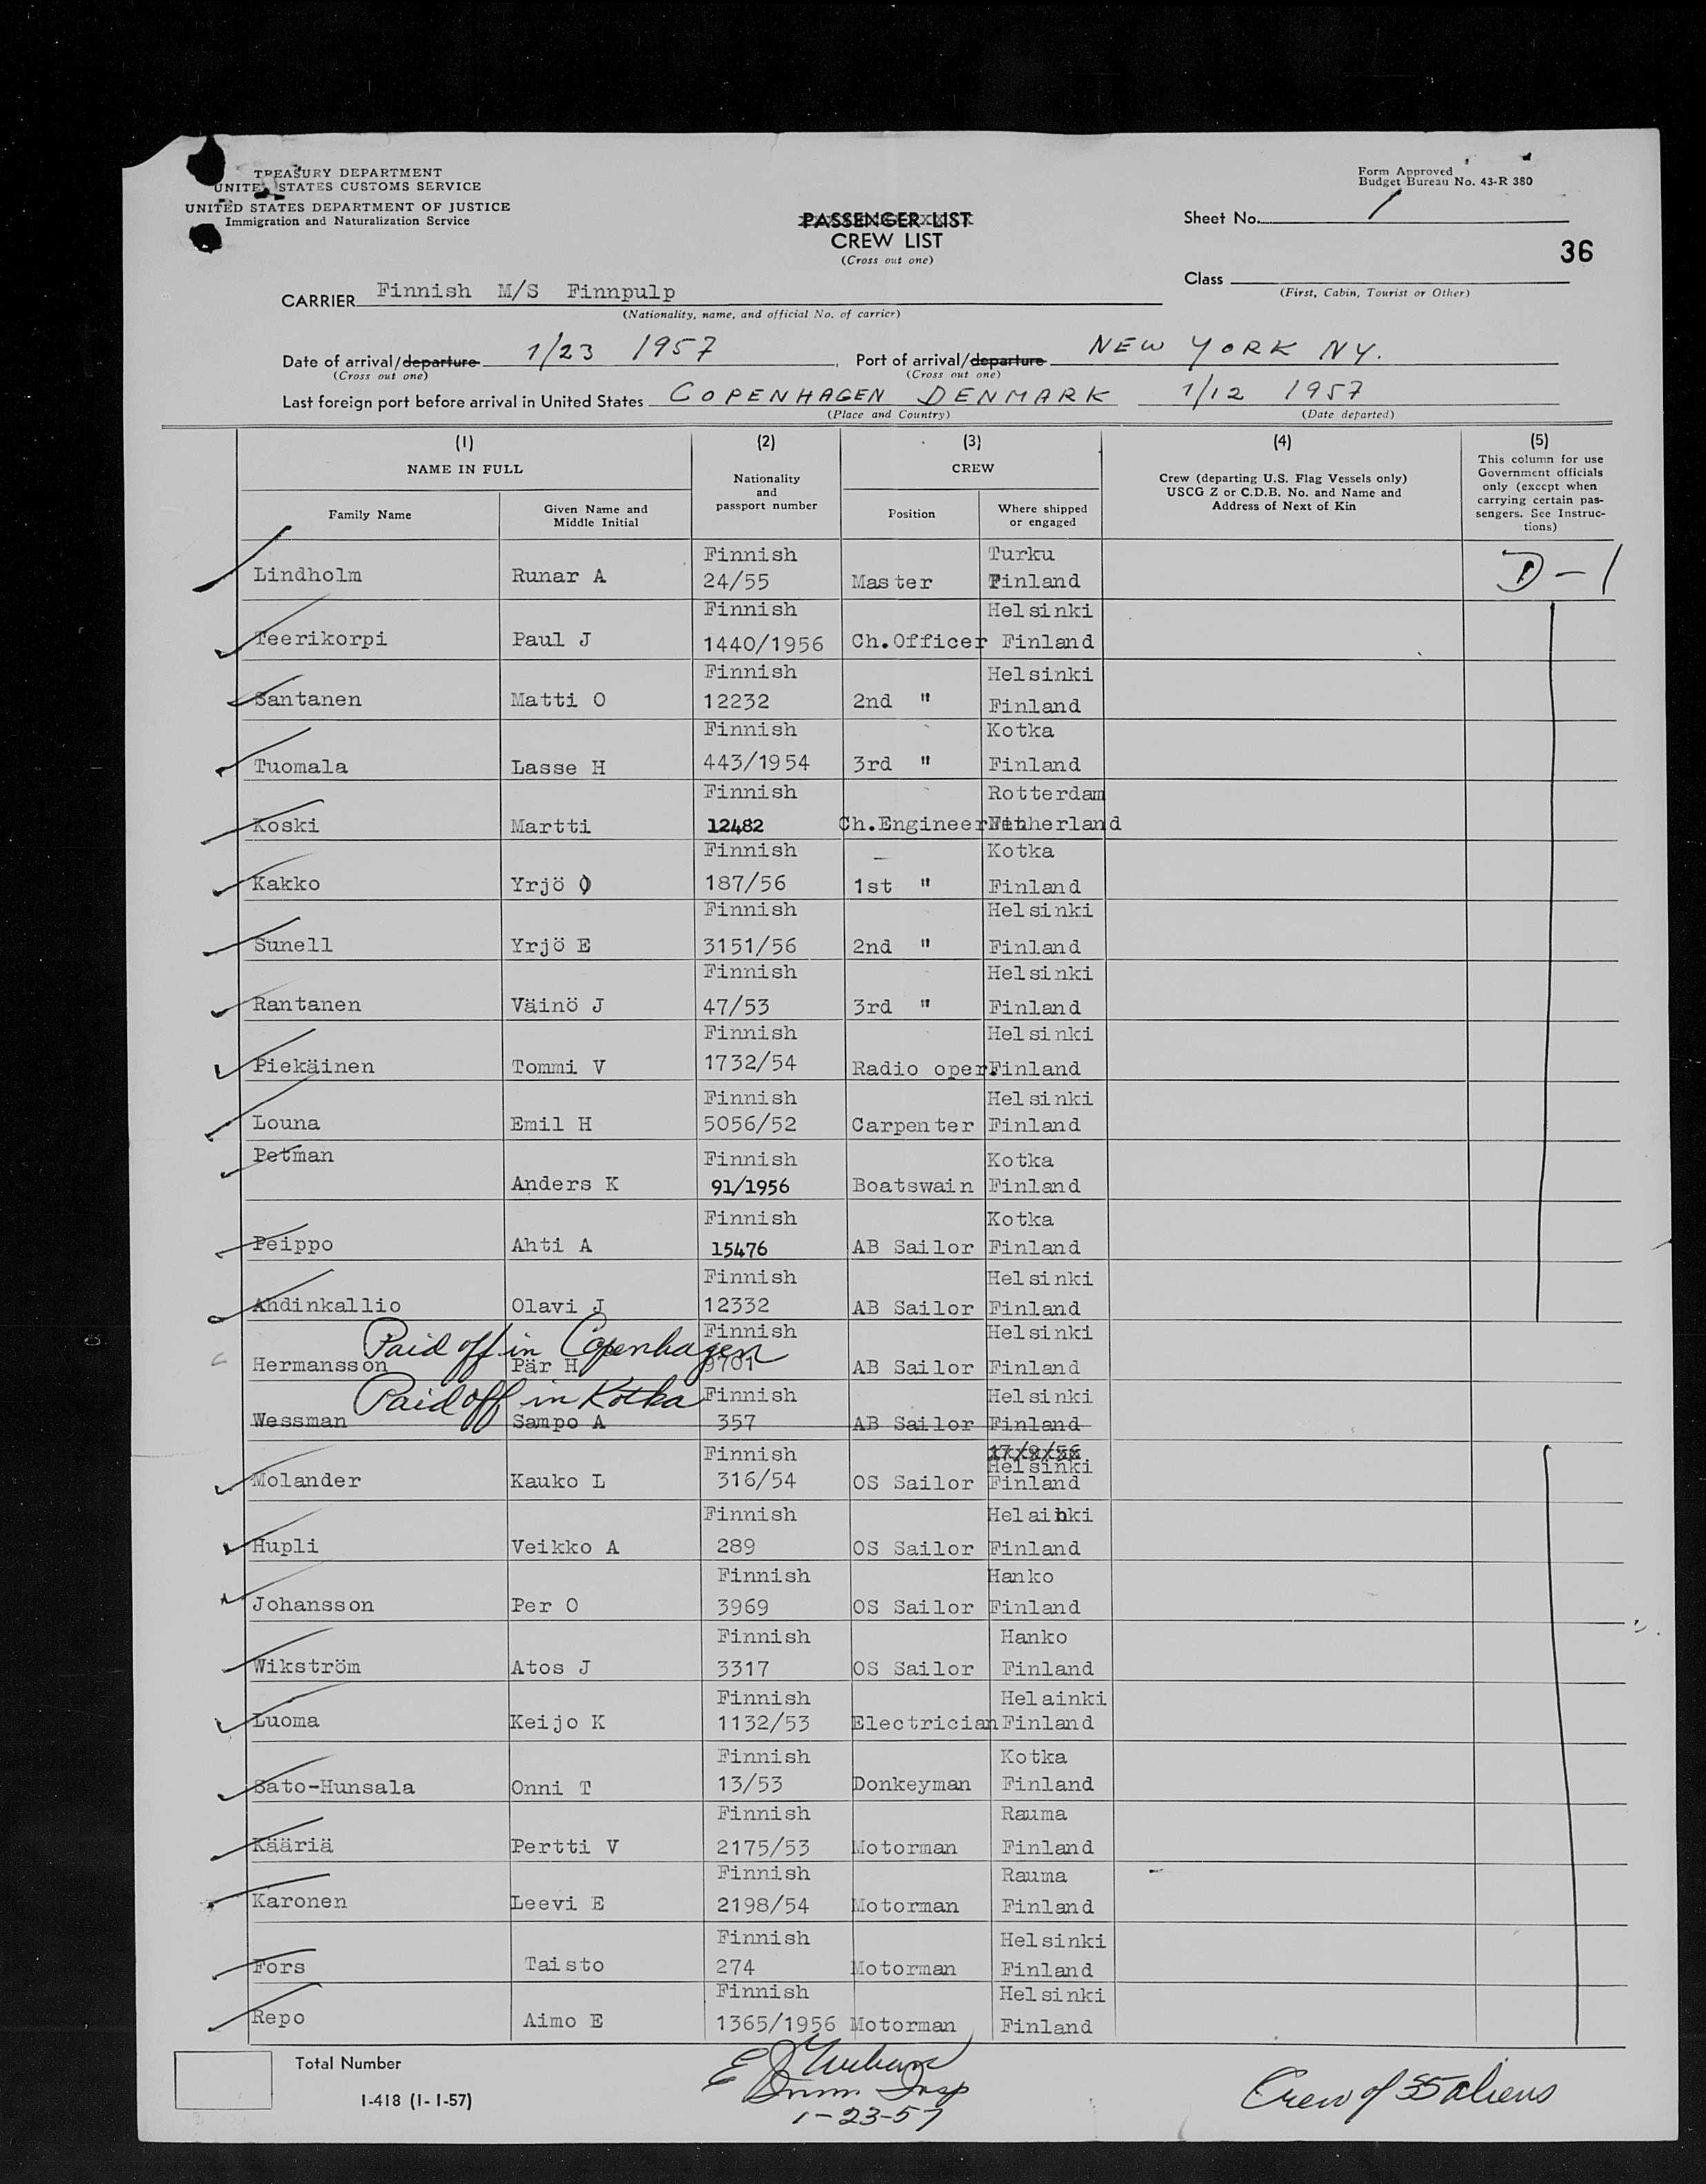 TREASURY DEPARTMENT
UNITED STATES CUSTOMS SERVICE
UNITED STATES DEPARTMENT OF JUSTICE
Immigration and Naturalization Service
Form Approved
Budget Bureau No. 43-R 380
PASSENGER LIST
CREW LIST
(Cross out one)
Sheet No. 1
36
Class
(First, Cabin, Tourist or Other)
CARRIER Finnish M/S Finnpulp
(Nationality, name, and official No. of carrier)
Date of arrival/departure 1/23 1957, Port of arrival/departure NEW YORK NY.
(Cross out one) (Cross out one)
Last foreign port before arrival in United States COPENHAGEN DENMARK 1/12 1957
(Place and Country) (Date departed)
(1) (2) (3) (4) (5)
NAME IN FULL
Family Name
Given Name and Middle Initial
Nationality and passport number
CREW
Position
Where shipped or engaged
Crew (departing U.S. Flag Vessels only)
USCG Z or C.D.B. No. and Name and
Address of Next of Kin
This column for use
Government officials
only (except when
carrying certain pas-
sengers. See Instruc-
tions)
Finnish Turku
Lindholm Runar A 24/55 Master Finland D-1
Finnish Helsinki
Teerikorpi Paul J 1440/1956 Ch.Officer Finland
Finnish Helsinki
Santanen Matti O 12232 2nd " Finland
Finnish Kotka
Tuomala Lasse H 443/1954 3rd " Finland
Finnish Rotterdam
Koski Martti 12482 Ch.Engineer Netherland
Finnish Kotka
Kakko Yrjö O 187/56 1st " Finland
Finnish Helsinki
Sunell Yrjö E 3151/56 2nd " Finland
Finnish Helsinki
Rantanen Väinö J 47/53 3rd " Finland
Finnish Helsinki
Piekäinen Tommi V 1732/54 Radio oper. Finland
Finnish Helsinki
Louna Emil H 5056/52 Carpenter Finland
Petman Finnish Kotka
Anders K 91/1956 Boatswain Finland
Finnish Kotka
Peippo Ahti A 15476 AB Sailor Finland
Finnish Helsinki
Ahdinkallio Olavi J 12332 AB Sailor Finland
Paid off in Copenhagen Finnish Helsinki
Hermansson Pär H 9701 AB Sailor Finland
Paid off in Kotka Finnish Helsinki
Wessman Sampo A 357 AB Sailor Finland
Finnish 17/9/56 Helsinki
Molander Kauko L 316/54 OS Sailor Finland
Finnish Helainki
Hupli Veikko A 289 OS Sailor Finland
Finnish Hanko
Johansson Per O 3969 OS Sailor Finland
Finnish Hanko
Wikström Atos J 3317 OS Sailor Finland
Finnish Helainki
Luoma Keijo K 1132/53 Electrician Finland
Finnish Kotka
Sato-Hunsala Onni T 13/53 Donkeyman Finland
Finnish Rauma
Kääriä Pertti V 2175/53 Motorman Finland
Finnish Rauma
Karonen Leevi E 2198/54 Motorman Finland
Finnish Helsinki
Fors Taisto 274 Motorman Finland
Finnish Helsinki
Repo Aimo E 1365/1956 Motorman Finland
Total Number
I-418 (1-1-57)
Imm Insp
1-23-57
Crew of 35 aliens